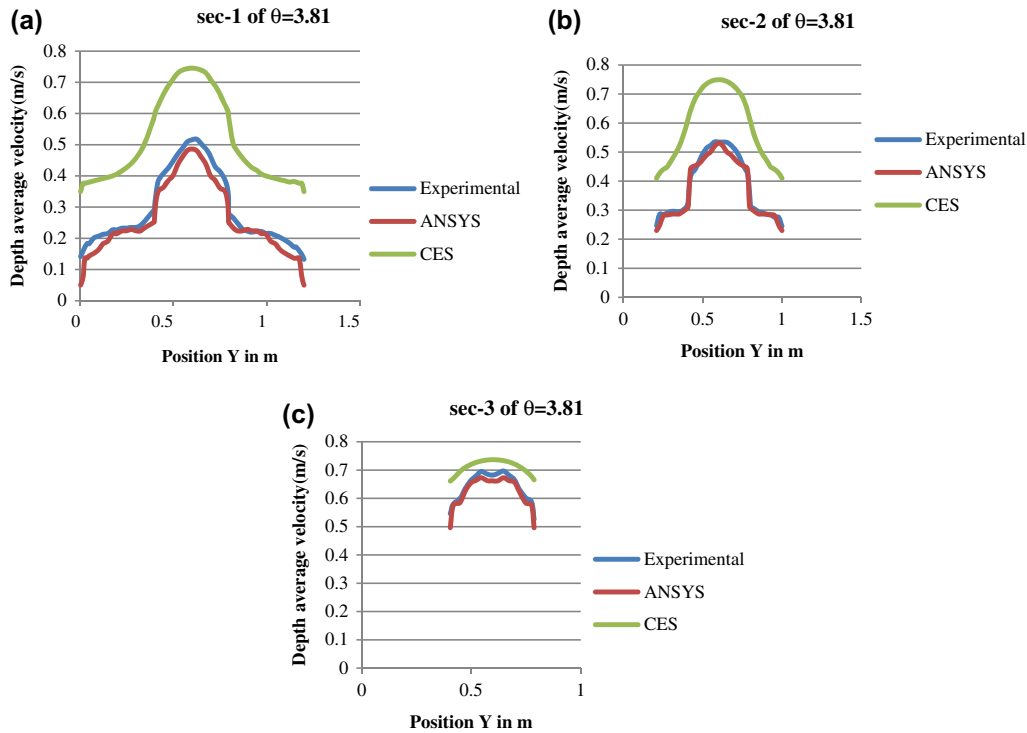 (a)
sec-1 of θ=3.81
Depth average velocity(m/s)
0.8
0.7
0.6
0.5
0.4
0.3
0.2
0.1
0
0
0.5
1
1.5
Position Y in m
Experimental
ANSYS
CES
(b)
sec-2 of θ=3.81
Depth average velocity(m/s)
0.8
0.7
0.6
0.5
0.4
0.3
0.2
0.1
0
0
0.5
1
1.5
Position Y in m
Experimental
ANSYS
CES
(c)
sec-3 of θ=3.81
Depth average velocity(m/s)
0.8
0.7
0.6
0.5
0.4
0.3
0.2
0.1
0
0
0.5
1
Position Y in m
Experimental
ANSYS
CES